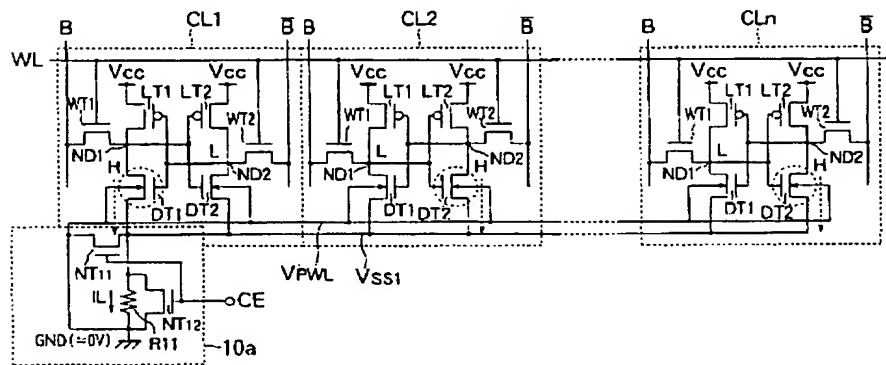 CL1 CL2 CLn
B B̅ B B̅ B B̅
WL
Vcc Vcc Vcc Vcc Vcc Vcc
LT1 LT2 LT1 LT2 LT1 LT2
WT1 WT2 WT1 WT2 WT1 WT2
ND1 L ND2 ND1 L ND2 ND1 L ND2
H H H
DT1 DT2 DT1 DT2 DT1 DT2
NT11 VPWL VSS1
IL CE
R11 NT12
GND(=0V) 10a